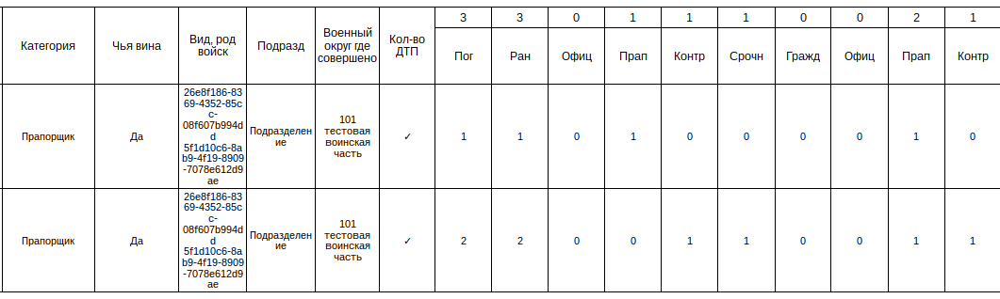 3 3 0 1 1 1 0 0 2 1
Категория Чья вина Вид, род войск Подразд Военный округ где совершено Кол-во ДТП Пог Ран Офиц Прап Контр Срочн Гражд Офиц Прап Контр
Прапорщик Да 26e8f186-8369-4352-85cc-08f607b994dd 5f1d10c6-8ab9-4f19-8909-7078e612d9ae Подразделение 101 тестовая воинская часть ✓ 1 1 0 1 0 0 0 0 1 0
Прапорщик Да 26e8f186-8369-4352-85cc-08f607b994dd 5f1d10c6-8ab9-4f19-8909-7078e612d9ae Подразделение 101 тестовая воинская часть ✓ 2 2 0 0 1 1 0 0 1 1